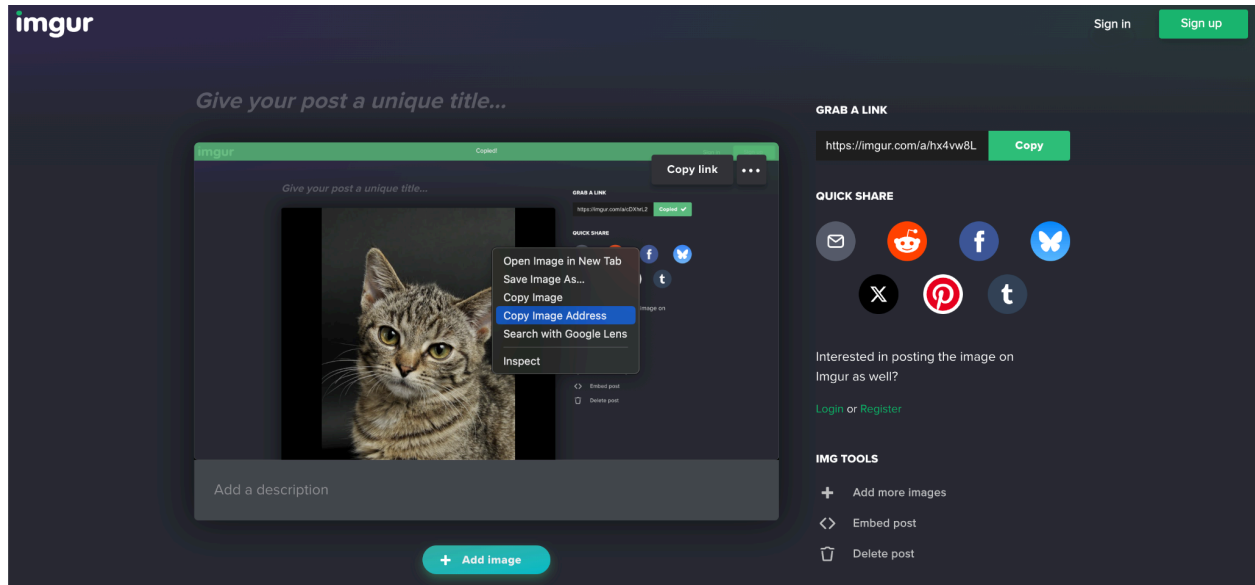 imgur
Sign in
Sign up
Give your post a unique title...
GRAB A LINK
https://imgur.com/a/hx4vw8L
Copy
QUICK SHARE
Interested in posting the image on
Imgur as well?
Login or Register
IMG TOOLS
Add more images
Embed post
Delete post
imgur
Copied!
Copy link
Give your post a unique title...
GRAB A LINK
Copied
QUICK SHARE
Open Image in New Tab
Save Image As...
Copy Image
Copy Image Address
Search with Google Lens
Inspect
image on
Embed post
Delete post
Add a description
+ Add image